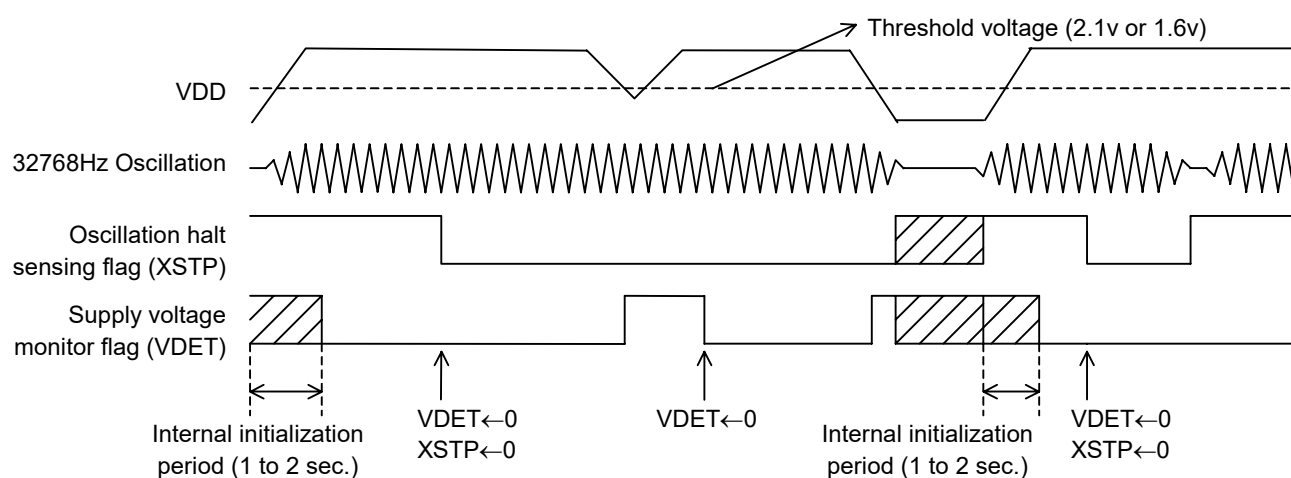 Threshold voltage (2.1v or 1.6v)
VDD
32768Hz Oscillation
Oscillation halt
sensing flag (XSTP)
Supply voltage
monitor flag (VDET)
Internal initialization
period (1 to 2 sec.)
VDET←0
XSTP←0
VDET←0
Internal initialization
period (1 to 2 sec.)
VDET←0
XSTP←0